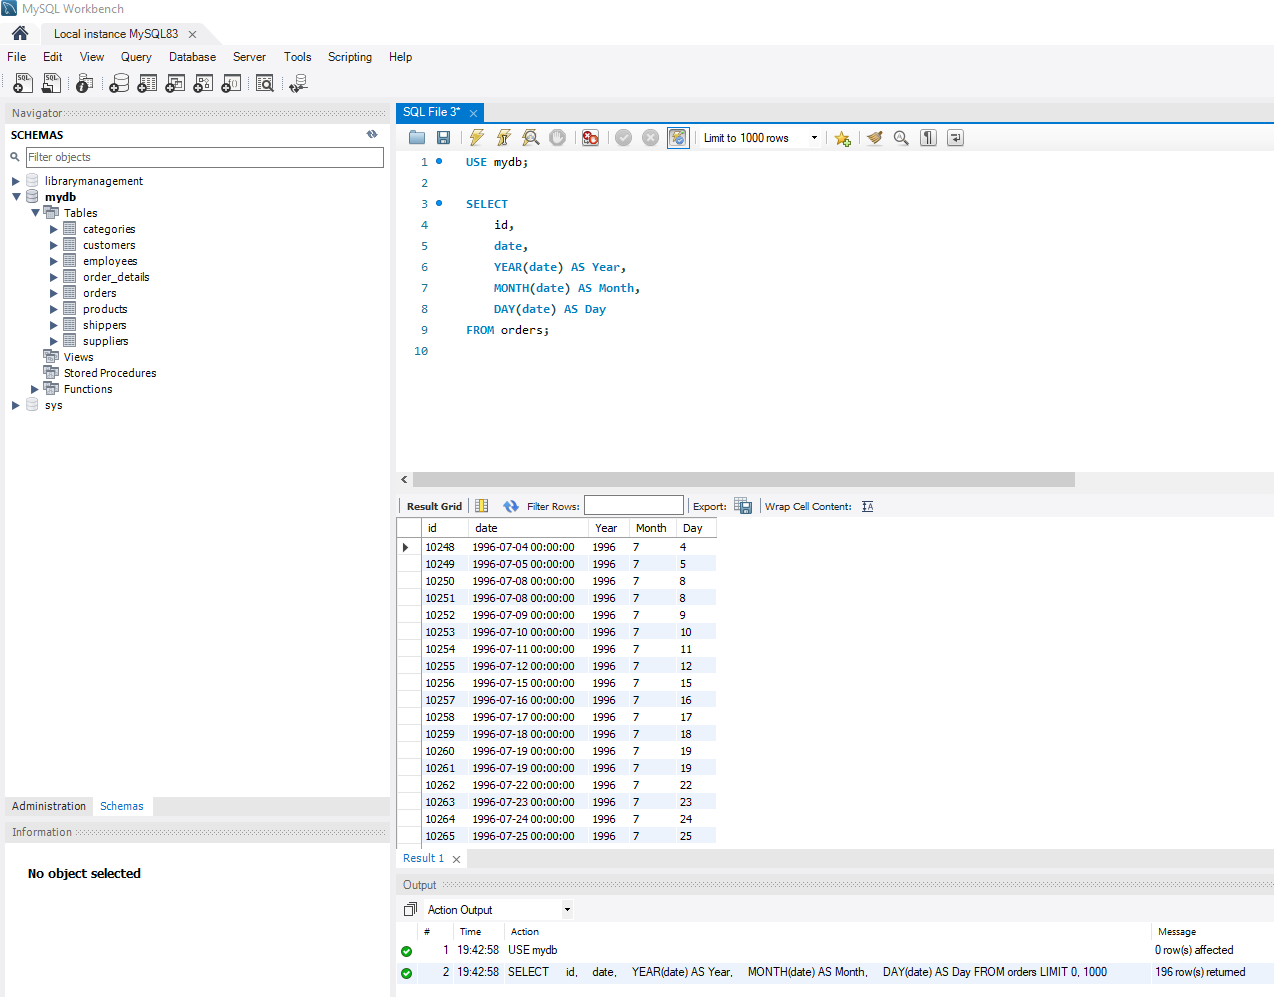 MySQL Workbench
Local instance MySQL83
File Edit View Query Database Server Tools Scripting Help
Navigator
SCHEMAS
Filter objects
librarymanagement
mydb
Tables
categories
customers
employees
order_details
orders
products
shippers
suppliers
Views
Stored Procedures
Functions
sys
Administration Schemas
Information
No object selected
SQL File 3*
Limit to 1000 rows
1 USE mydb;
2
3 SELECT
4 id,
5 date,
6 YEAR(date) AS Year,
7 MONTH(date) AS Month,
8 DAY(date) AS Day
9 FROM orders;
10
Result Grid Filter Rows: Export: Wrap Cell Content:
id date Year Month Day
10248 1996-07-04 00:00:00 1996 7 4
10249 1996-07-05 00:00:00 1996 7 5
10250 1996-07-08 00:00:00 1996 7 8
10251 1996-07-08 00:00:00 1996 7 8
10252 1996-07-09 00:00:00 1996 7 9
10253 1996-07-10 00:00:00 1996 7 10
10254 1996-07-11 00:00:00 1996 7 11
10255 1996-07-12 00:00:00 1996 7 12
10256 1996-07-15 00:00:00 1996 7 15
10257 1996-07-16 00:00:00 1996 7 16
10258 1996-07-17 00:00:00 1996 7 17
10259 1996-07-18 00:00:00 1996 7 18
10260 1996-07-19 00:00:00 1996 7 19
10261 1996-07-19 00:00:00 1996 7 19
10262 1996-07-22 00:00:00 1996 7 22
10263 1996-07-23 00:00:00 1996 7 23
10264 1996-07-24 00:00:00 1996 7 24
10265 1996-07-25 00:00:00 1996 7 25
Result 1
Output
Action Output
# Time Action Message
1 19:42:58 USE mydb 0 row(s) affected
2 19:42:58 SELECT id, date, YEAR(date) AS Year, MONTH(date) AS Month, DAY(date) AS Day FROM orders LIMIT 0, 1000 196 row(s) returned